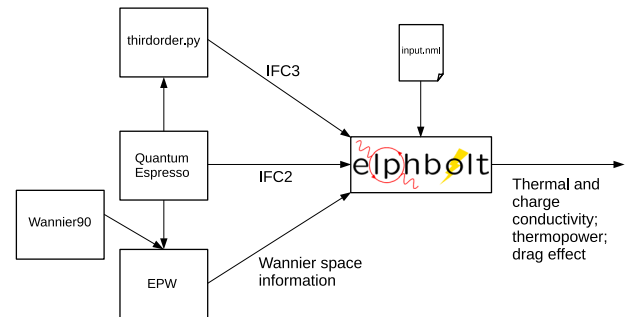 thirdorder.py
input.nml
IFC3
Quantum
Espresso
elphbolt
IFC2
Wannier90
Thermal and
charge
conductivity;
thermopower;
drag effect
EPW
Wannier space
information